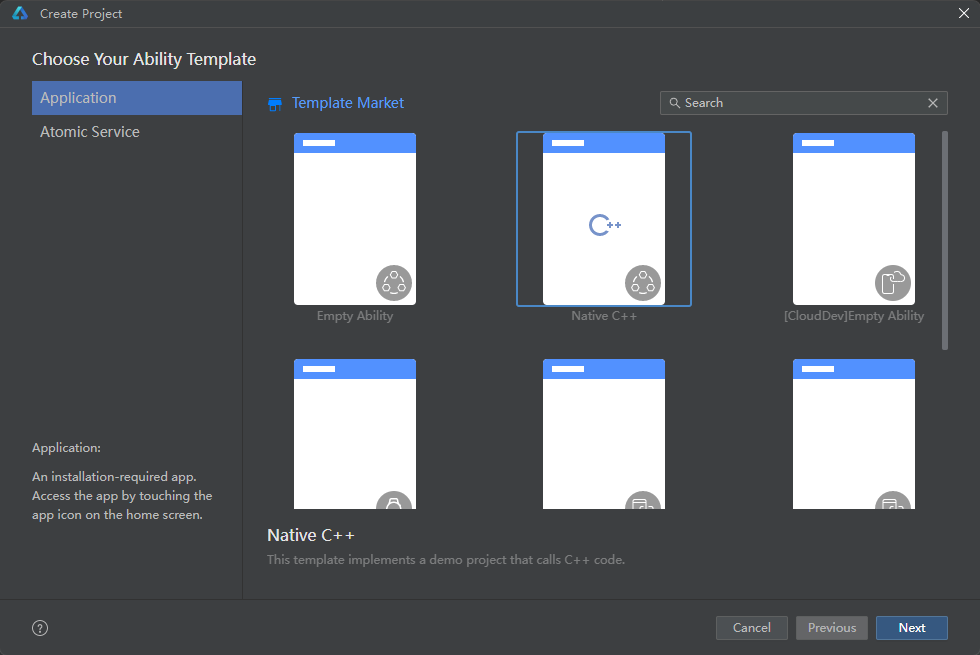 Create Project
Choose Your Ability Template
Application
Atomic Service
Template Market
Search
Empty Ability
C++
Native C++
[CloudDev]Empty Ability
Application:
An installation-required app.
Access the app by touching the
app icon on the home screen.
Native C++
This template implements a demo project that calls C++ code.
?
Cancel
Previous
Next